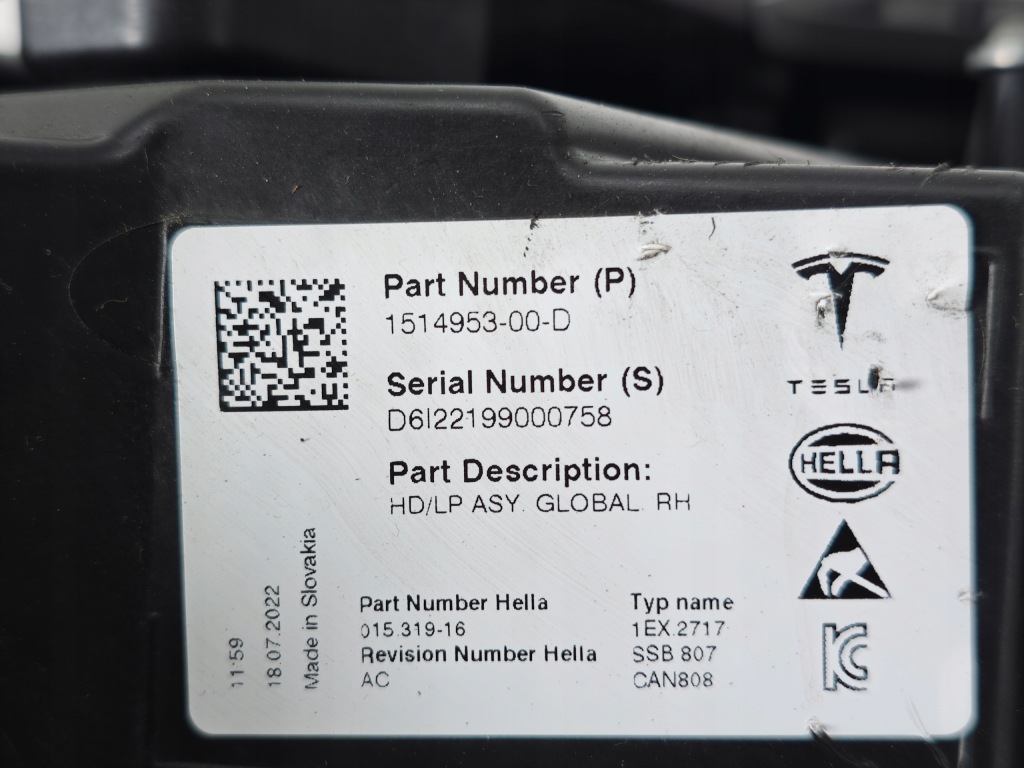 Part Number (P)
1514953-00-D
Serial Number (S)
D6I22199000758
Part Description:
HD/LP ASY. GLOBAL. RH
TESLA
HELLA
11:59
18.07.2022
Made in Slovakia
Part Number Hella
015.319-16
Revision Number Hella
AC
Typ name
1EX.2717
SSB 807
CAN808
KC